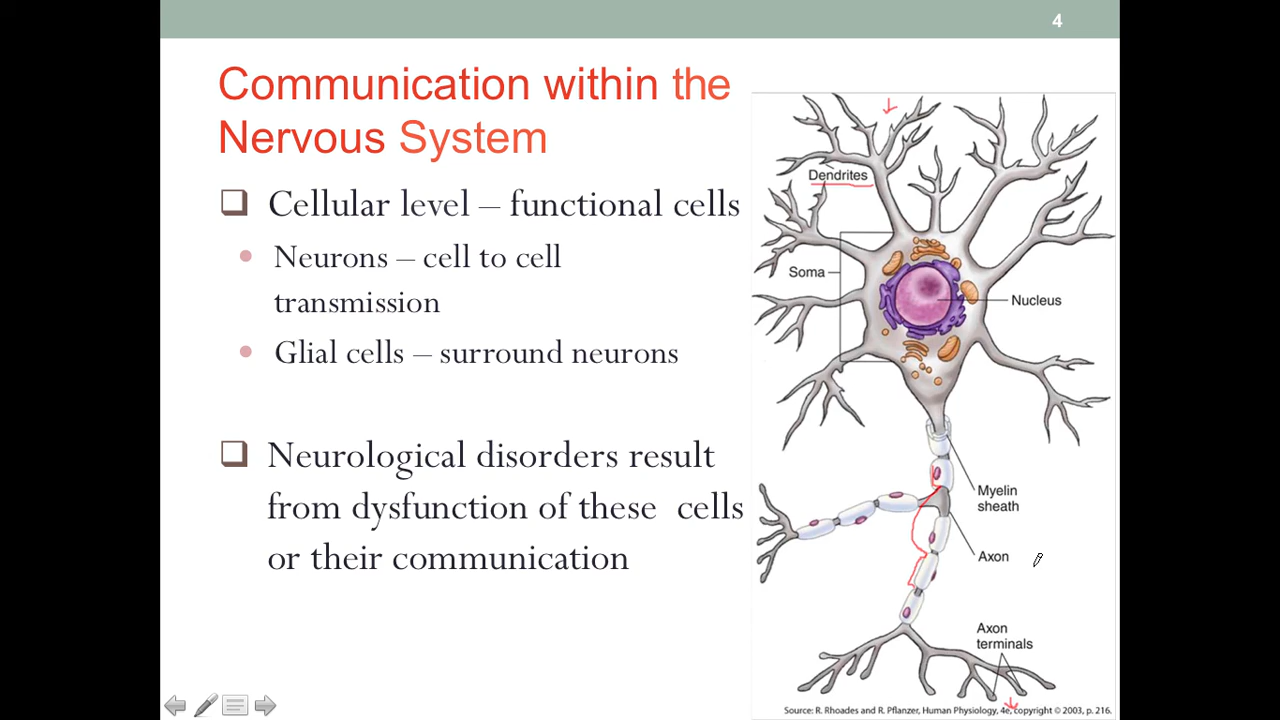 4
Communication within the
Nervous System
❑ Cellular level – functional cells
• Neurons – cell to cell
transmission
• Glial cells – surround neurons
❑ Neurological disorders result
from dysfunction of these cells
or their communication
Dendrites
Soma
Nucleus
Myelin
sheath
Axon
Axon
terminals
Source: R. Rhoades and R. Pflanzer, Human Physiology, 4e, copyright © 2003, p. 216.